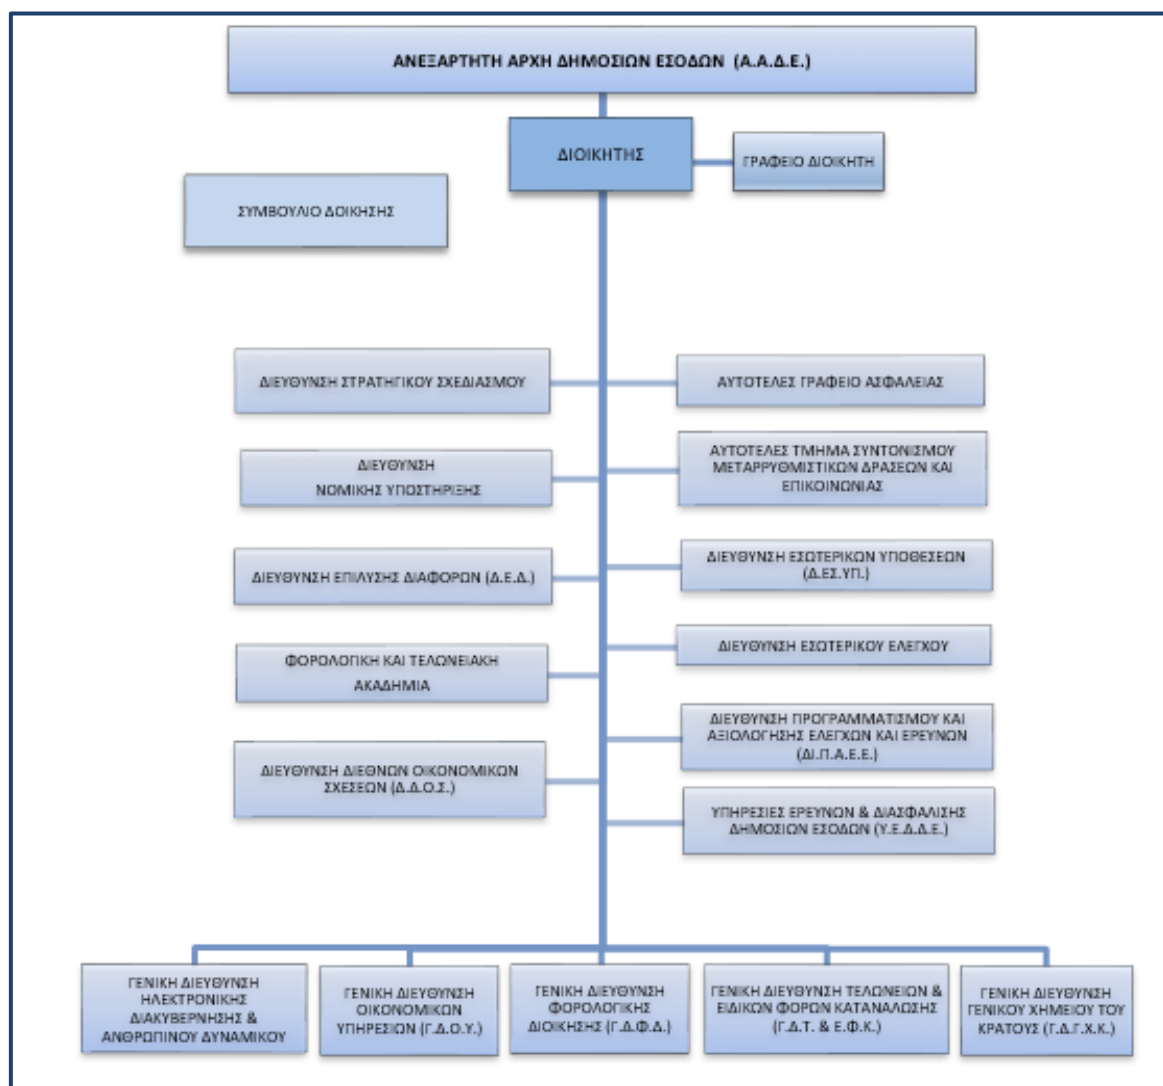 ΑΝΕΞΑΡΤΗΤΗ ΑΡΧΗ ΔΗΜΟΣΙΩΝ ΕΣΟΔΩΝ (Α.Α.Δ.Ε.)
ΔΙΟΙΚΗΤΗΣ
ΓΡΑΦΕΙΟ ΔΙΟΙΚΗΤΗ
ΣΥΜΒΟΥΛΙΟ ΔΟΙΚΗΣΗΣ
ΔΙΕΥΘΥΝΣΗ ΣΤΡΑΤΗΓΙΚΟΥ ΣΧΕΔΙΑΣΜΟΥ
ΑΥΤΟΤΕΛΕΣ ΓΡΑΦΕΙΟ ΑΣΦΑΛΕΙΑΣ
ΔΙΕΥΘΥΝΣΗ
ΝΟΜΙΚΗΣ ΥΠΟΣΤΗΡΙΞΗΣ
ΑΥΤΟΤΕΛΕΣ ΤΜΗΜΑ ΣΥΝΤΟΝΙΣΜΟΥ
ΜΕΤΑΡΡΥΘΜΙΣΤΙΚΩΝ ΔΡΑΣΕΩΝ ΚΑΙ
ΕΠΙΚΟΙΝΩΝΙΑΣ
ΔΙΕΥΘΥΝΣΗ ΕΠΙΛΥΣΗΣ ΔΙΑΦΟΡΩΝ (Δ.Ε.Δ.)
ΔΙΕΥΘΥΝΣΗ ΕΣΩΤΕΡΙΚΩΝ ΥΠΟΘΕΣΕΩΝ
(Δ.ΕΣ.ΥΠ.)
ΦΟΡΟΛΟΓΙΚΗ ΚΑΙ ΤΕΛΩΝΕΙΑΚΗ
ΑΚΑΔΗΜΙΑ
ΔΙΕΥΘΥΝΣΗ ΕΣΩΤΕΡΙΚΟΥ ΕΛΕΓΧΟΥ
ΔΙΕΥΘΥΝΣΗ ΔΙΕΘΝΩΝ ΟΙΚΟΝΟΜΙΚΩΝ
ΣΧΕΣΕΩΝ (Δ.Δ.Ο.Σ.)
ΔΙΕΥΘΥΝΣΗ ΠΡΟΓΡΑΜΜΑΤΙΣΜΟΥ ΚΑΙ
ΑΞΙΟΛΟΓΗΣΗΣ ΕΛΕΓΧΩΝ ΚΑΙ ΕΡΕΥΝΩΝ
(ΔΙ.Π.Α.Ε.Ε.)
ΥΠΗΡΕΣΙΕΣ ΕΡΕΥΝΩΝ & ΔΙΑΣΦΑΛΙΣΗΣ
ΔΗΜΟΣΙΩΝ ΕΣΟΔΩΝ (Υ.Ε.Δ.Δ.Ε.)
ΓΕΝΙΚΗ ΔΙΕΥΘΥΝΣΗ
ΗΛΕΚΤΡΟΝΙΚΗΣ
ΔΙΑΚΥΒΕΡΝΗΣΗΣ &
ΑΝΘΡΩΠΙΝΟΥ ΔΥΝΑΜΙΚΟΥ
ΓΕΝΙΚΗ ΔΙΕΥΘΥΝΣΗ
ΟΙΚΟΝΟΜΙΚΩΝ
ΥΠΗΡΕΣΙΩΝ (Γ.Δ.Ο.Υ.)
ΓΕΝΙΚΗ ΔΙΕΥΘΥΝΣΗ
ΦΟΡΟΛΟΓΙΚΗΣ
ΔΙΟΙΚΗΣΗΣ (Γ.Δ.Φ.Δ.)
ΓΕΝΙΚΗ ΔΙΕΥΘΥΝΣΗ ΤΕΛΩΝΕΙΩΝ &
ΕΙΔΙΚΩΝ ΦΟΡΩΝ ΚΑΤΑΝΑΛΩΣΗΣ
(Γ.Δ.Τ. & Ε.Φ.Κ.)
ΓΕΝΙΚΗ ΔΙΕΥΘΥΝΣΗ
ΓΕΝΙΚΟΥ ΧΗΜΕΙΟΥ ΤΟΥ
ΚΡΑΤΟΥΣ (Γ.Δ.Γ.Χ.Κ.)